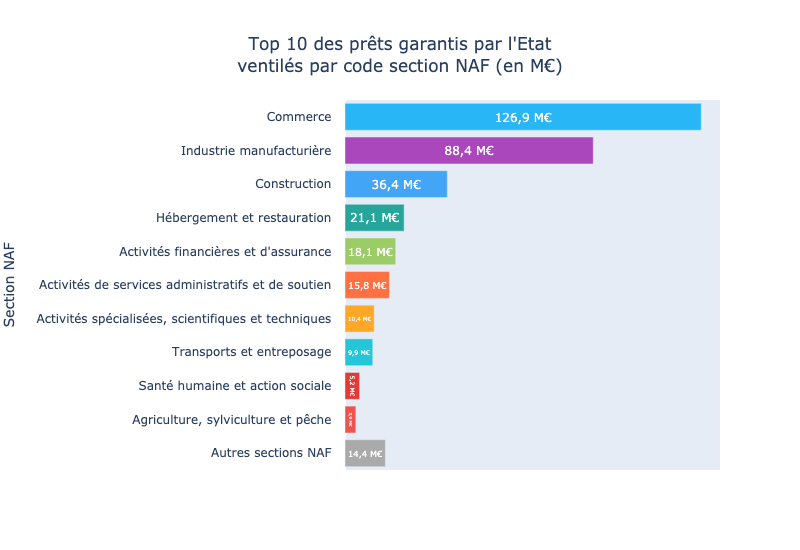 Top 10 des prêts garantis par l'Etat
ventilés par code section NAF (en M€)
Section NAF
Commerce
126,9 M€
Industrie manufacturière
88,4 M€
Construction
36,4 M€
Hébergement et restauration
21,1 M€
Activités financières et d'assurance
18,1 M€
Activités de services administratifs et de soutien
15,8 M€
Activités spécialisées, scientifiques et techniques
10,4 M€
Transports et entreposage
9,9 M€
Santé humaine et action sociale
5,2 M€
Agriculture, sylviculture et pêche
M€
Autres sections NAF
14,4 M€